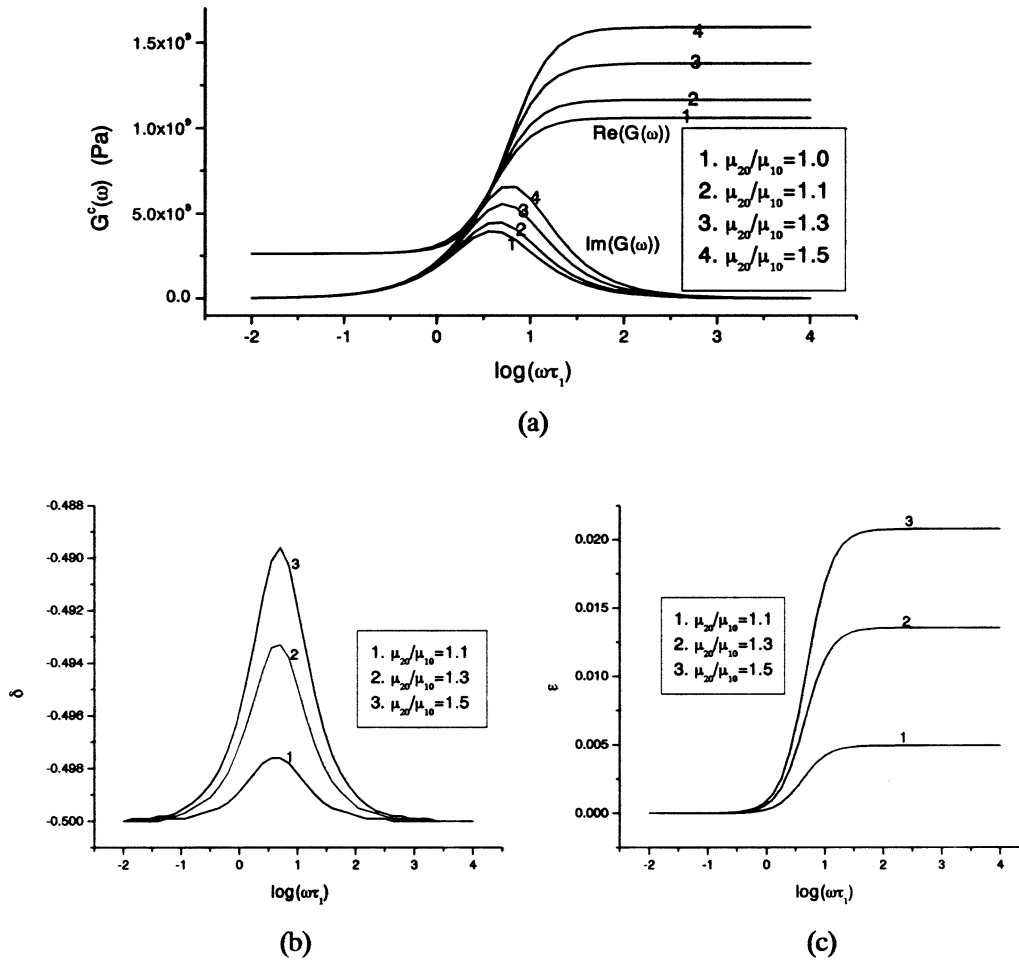 1.5x10⁹
1.0x10⁹
5.0x10⁹
0.0
Gᶜ(ω) (Pa)
4
3
2
1
Re(G(ω))
4
3
2
1
Im(G(ω))
1. μ₂₀/μ₁₀=1.0
2. μ₂₀/μ₁₀=1.1
3. μ₂₀/μ₁₀=1.3
4. μ₂₀/μ₁₀=1.5
-2 -1 0 1 2 3 4
log(ωτ₁)
(a)
-0.488
-0.490
-0.492
-0.494
-0.496
-0.498
-0.500
δ
3
2
1
1. μ₂₀/μ₁₀=1.1
2. μ₂₀/μ₁₀=1.3
3. μ₂₀/μ₁₀=1.5
-2 -1 0 1 2 3 4
log(ωτ₁)
(b)
0.020
0.015
0.010
0.005
0.000
ε
3
2
1
1. μ₂₀/μ₁₀=1.1
2. μ₂₀/μ₁₀=1.3
3. μ₂₀/μ₁₀=1.5
-2 -1 0 1 2 3 4
log(ωτ₁)
(c)